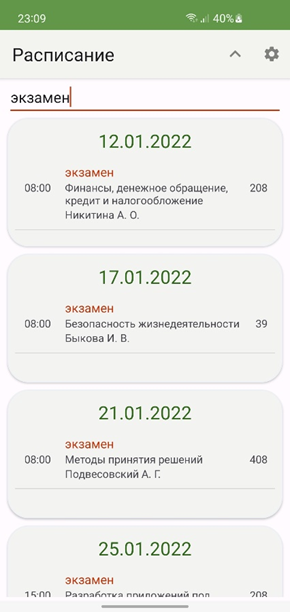 23:09 40%
Расписание
экзамен
12.01.2022
экзамен
08:00 Финансы, денежное обращение, 208
кредит и налогообложение
Никитина А. О.
17.01.2022
экзамен
08:00 Безопасность жизнедеятельности 39
Быкова И. В.
21.01.2022
экзамен
08:00 Методы принятия решений 408
Подвесовский А. Г.
25.01.2022
экзамен
15:00 Разработка приложений под 208